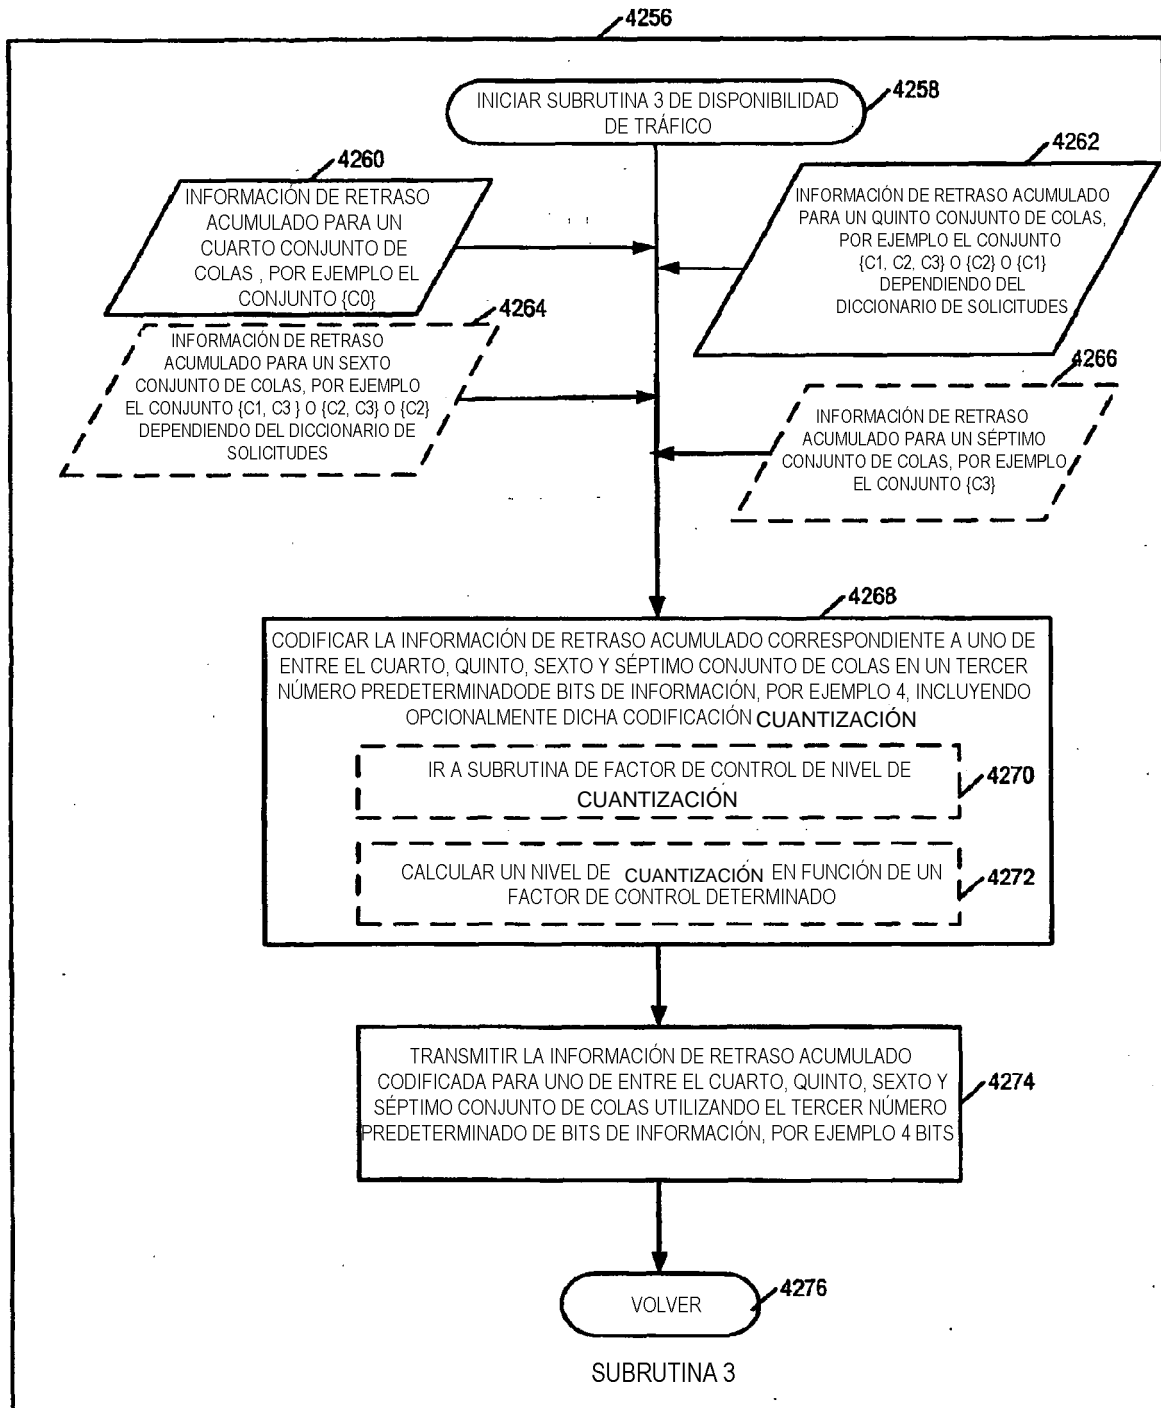 4256
INICIAR SUBRUTINA 3 DE DISPONIBILIDAD
DE TRÁFICO
4258
4260
INFORMACIÓN DE RETRASO
ACUMULADO PARA UN
CUARTO CONJUNTO DE
COLAS , POR EJEMPLO EL
CONJUNTO {C0}
4262
INFORMACIÓN DE RETRASO ACUMULADO
PARA UN QUINTO CONJUNTO DE COLAS,
POR EJEMPLO EL CONJUNTO
{C1, C2, C3} O {C2} O {C1}
DEPENDIENDO DEL
DICCIONARIO DE SOLICITUDES
4264
INFORMACIÓN DE RETRASO
ACUMULADO PARA UN SEXTO
CONJUNTO DE COLAS, POR EJEMPLO
EL CONJUNTO {C1, C3 } O {C2, C3} O {C2}
DEPENDIENDO DEL DICCIONARIO DE
SOLICITUDES
4266
INFORMACIÓN DE RETRASO
ACUMULADO PARA UN SÉPTIMO
CONJUNTO DE COLAS, POR EJEMPLO
EL CONJUNTO {C3}
4268
CODIFICAR LA INFORMACIÓN DE RETRASO ACUMULADO CORRESPONDIENTE A UNO DE
ENTRE EL CUARTO, QUINTO, SEXTO Y SÉPTIMO CONJUNTO DE COLAS EN UN TERCER
NÚMERO PREDETERMINADODE BITS DE INFORMACIÓN, POR EJEMPLO 4, INCLUYENDO
OPCIONALMENTE DICHA CODIFICACIÓN CUANTIZACIÓN
IR A SUBRUTINA DE FACTOR DE CONTROL DE NIVEL DE
CUANTIZACIÓN
4270
CALCULAR UN NIVEL DE CUANTIZACIÓN EN FUNCIÓN DE UN
FACTOR DE CONTROL DETERMINADO
4272
TRANSMITIR LA INFORMACIÓN DE RETRASO ACUMULADO
CODIFICADA PARA UNO DE ENTRE EL CUARTO, QUINTO, SEXTO Y
SÉPTIMO CONJUNTO DE COLAS UTILIZANDO EL TERCER NÚMERO
PREDETERMINADO DE BITS DE INFORMACIÓN, POR EJEMPLO 4 BITS
4274
VOLVER
4276
SUBRUTINA 3